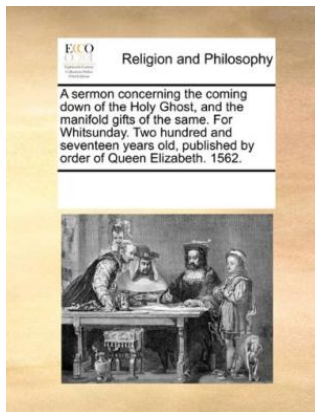 ECCO
Religion and Philosophy
A sermon concerning the coming
down of the Holy Ghost, and the
manifold gifts of the same. For
Whitsunday. Two hundred and
seventeen years old, published by
order of Queen Elizabeth. 1562.